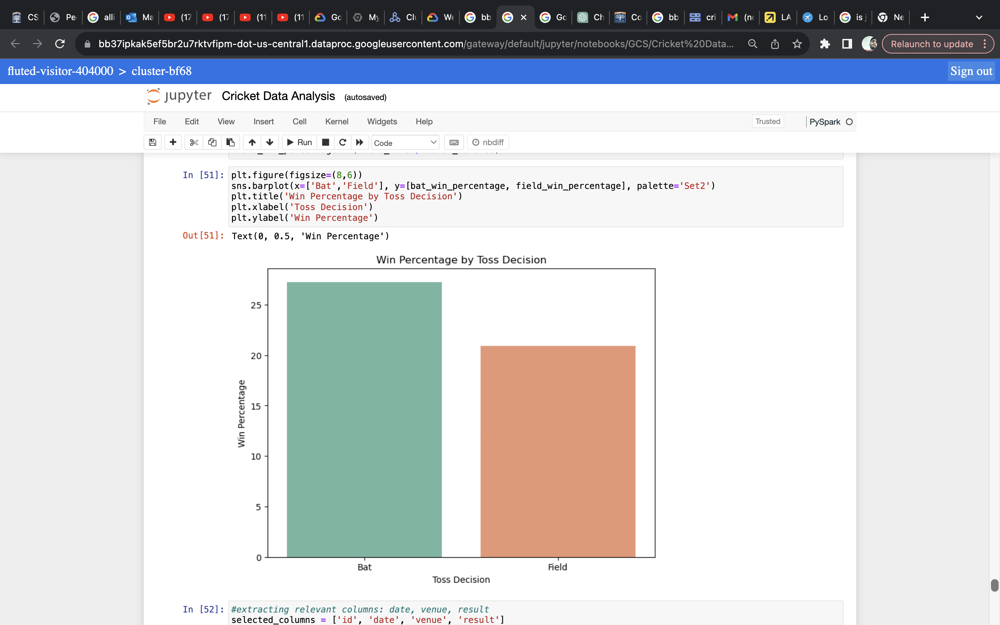 CS Pe alli Ma (17 (17 (11 (11 Go My Clu We bb Go Ch Co bb cri (no LA Lo is j Ne
bb37ipkak5ef5br2u7rktvfipm-dot-us-central1.dataproc.googleusercontent.com/gateway/default/jupyter/notebooks/GCS/Cricket%20Data... Relaunch to update
fluted-visitor-404000 > cluster-bf68 Sign out
jupyter Cricket Data Analysis (autosaved)
File Edit View Insert Cell Kernel Widgets Help Trusted PySpark
Run Code nbdiff
In [51]: plt.figure(figsize=(8,6))
sns.barplot(x=['Bat','Field'], y=[bat_win_percentage, field_win_percentage], palette='Set2')
plt.title('Win Percentage by Toss Decision')
plt.xlabel('Toss Decision')
plt.ylabel('Win Percentage')
Out[51]: Text(0, 0.5, 'Win Percentage')
Win Percentage by Toss Decision
25
20
15
10
5
0
Win Percentage
Bat Field
Toss Decision
In [52]: #extracting relevant columns: date, venue, result
selected_columns = ['id', 'date', 'venue', 'result']